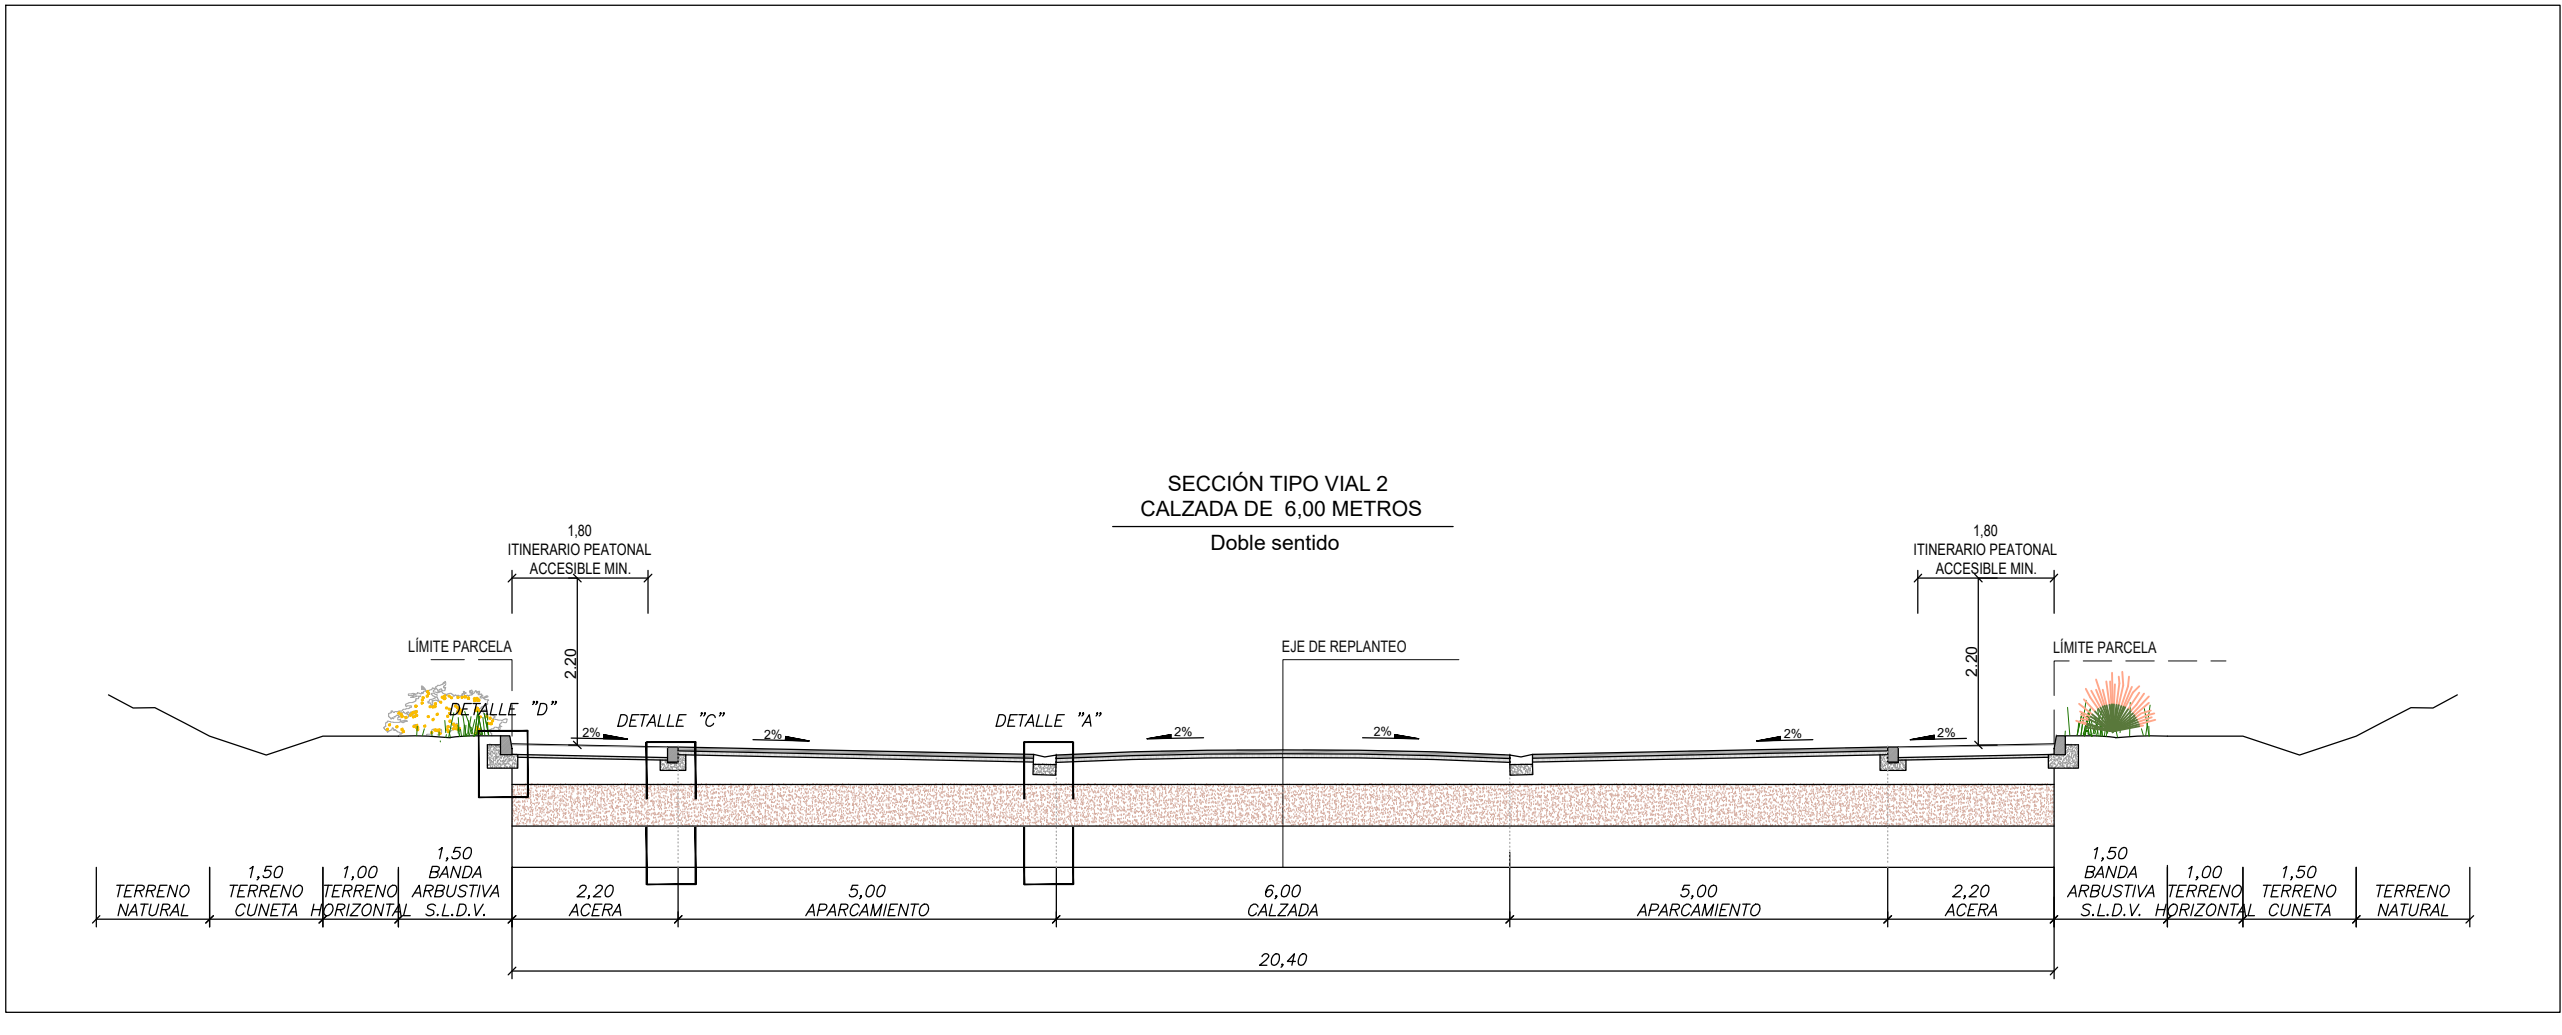 SECCIÓN TIPO VIAL 2
CALZADA DE 6,00 METROS
Doble sentido
1,80
ITINERARIO PEATONAL
ACCESIBLE MIN.
1,80
ITINERARIO PEATONAL
ACCESIBLE MIN.
LÍMITE PARCELA
2.20
EJE DE REPLANTEO
2.20
LÍMITE PARCELA
DETALLE "D"
DETALLE "C"
DETALLE "A"
2%
2%
2%
2%
2%
2%
TERRENO
NATURAL
1,50
TERRENO
CUNETA
1,00
TERRENO
HORIZONTAL
1,50
BANDA
ARBUSTIVA
S.L.D.V.
2,20
ACERA
5,00
APARCAMIENTO
6,00
CALZADA
5,00
APARCAMIENTO
2,20
ACERA
1,50
BANDA
ARBUSTIVA
S.L.D.V.
1,00
TERRENO
HORIZONTAL
1,50
TERRENO
CUNETA
TERRENO
NATURAL
20,40